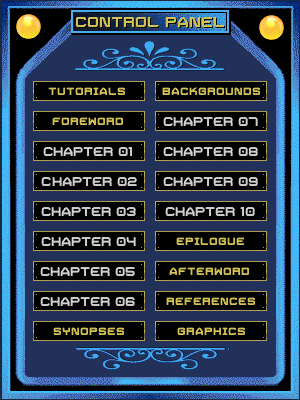 CONTROL PANEL
TUTORIALS
FOREWORD
CHAPTER 01
CHAPTER 02
CHAPTER 03
CHAPTER 04
CHAPTER 05
CHAPTER 06
SYNOPSES
BACKGROUNDS
CHAPTER 07
CHAPTER 08
CHAPTER 09
CHAPTER 10
EPILOGUE
AFTERWORD
REFERENCES
GRAPHICS